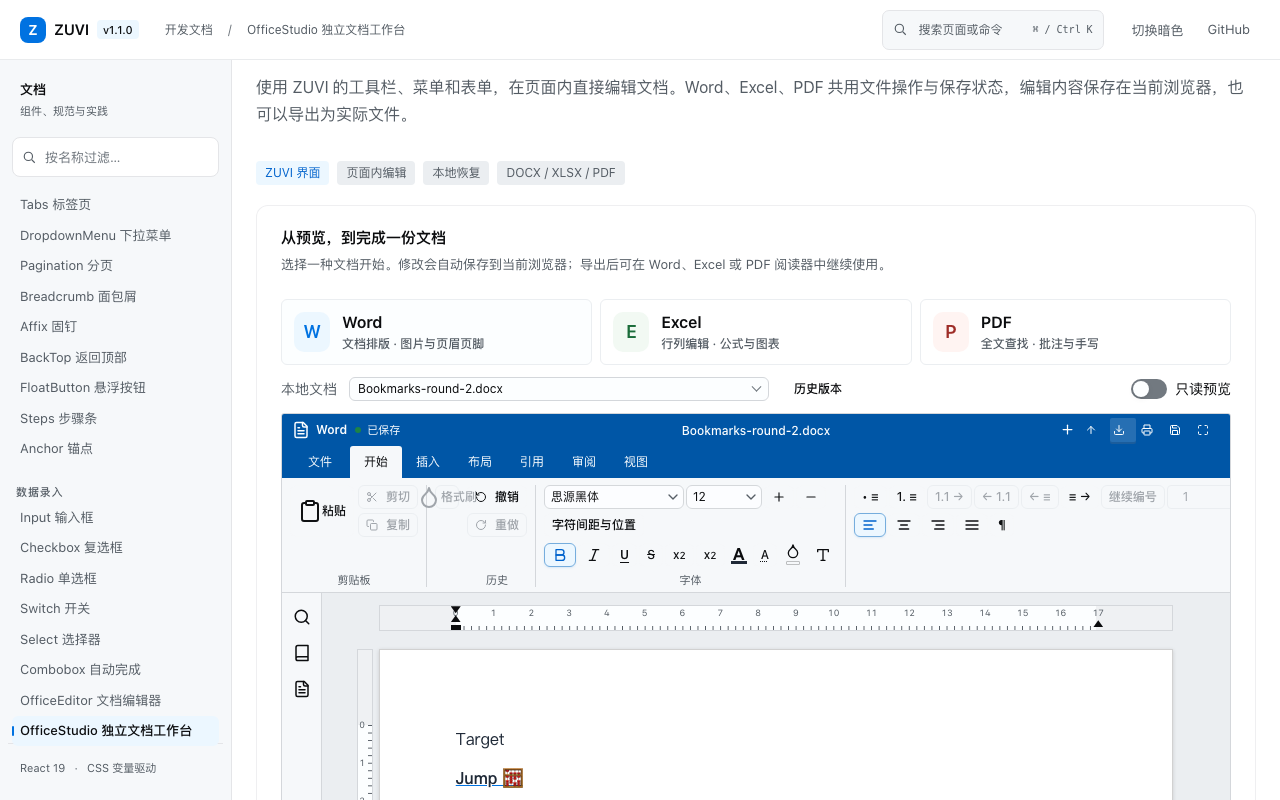 Z ZUVI v1.1.0 开发文档 / OfficeStudio 独立文档工作台 搜索页面或命令 ⌘ / Ctrl K 切换暗色 GitHub
文档
组件、规范与实践
按名称过滤...
Tabs 标签页
DropdownMenu 下拉菜单
Pagination 分页
Breadcrumb 面包屑
Affix 固钉
BackTop 返回顶部
FloatButton 悬浮按钮
Steps 步骤条
Anchor 锚点
数据录入
Input 输入框
Checkbox 复选框
Radio 单选框
Switch 开关
Select 选择器
Combobox 自动完成
OfficeEditor 文档编辑器
OfficeStudio 独立文档工作台
React 19 · CSS 变量驱动
使用 ZUVI 的工具栏、菜单和表单，在页面内直接编辑文档。Word、Excel、PDF 共用文件操作与保存状态，编辑内容保存在当前浏览器，也
可以导出为实际文件。
ZUVI 界面 页面内编辑 本地恢复 DOCX / XLSX / PDF
从预览，到完成一份文档
选择一种文档开始。修改会自动保存到当前浏览器；导出后可在 Word、Excel 或 PDF 阅读器中继续使用。
W Word
文档排版 · 图片与页眉页脚
E Excel
行列编辑 · 公式与图表
P PDF
全文查找 · 批注与手写
本地文档 Bookmarks-round-2.docx 历史版本 只读预览
Word 已保存 Bookmarks-round-2.docx
文件 开始 插入 布局 引用 审阅 视图
粘贴 剪切 格式刷 撤销 思源黑体 12 1. 1.1 → ← 1.1 继续编号 1
复制 重做 字符间距与位置
B I U S x2 x2 A A T
剪贴板 历史 字体
1 2 3 4 5 6 7 8 9 10 11 12 13 14 15 16 17
0
1
Target
Jump